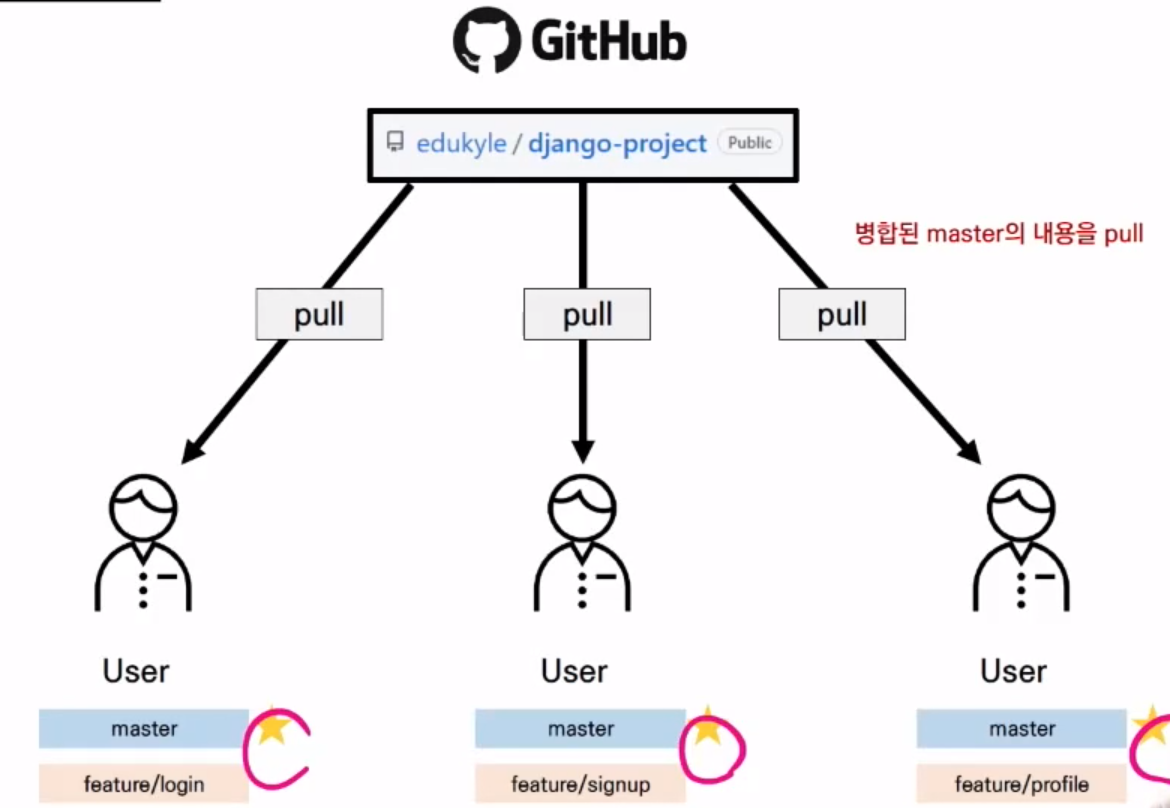 GitHub
edukyle / django-project Public
병합된 master의 내용을 pull
pull pull pull
User User User
master master master
feature/login feature/signup feature/profile